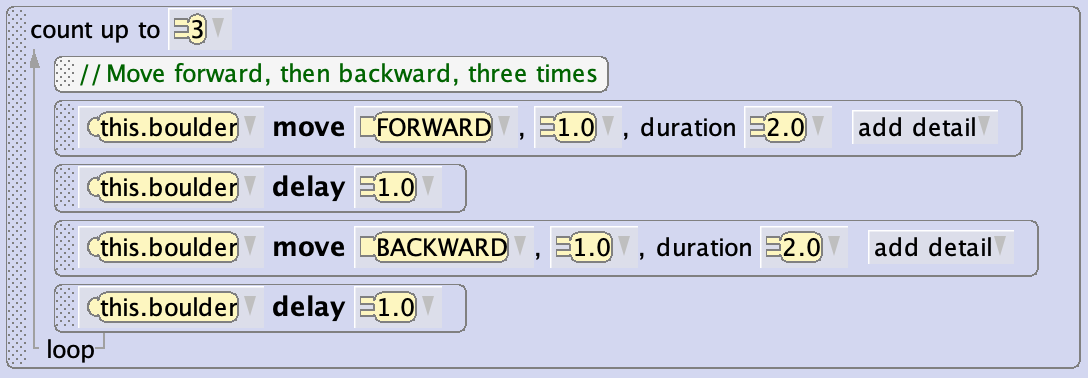 count up to 3
// Move forward, then backward, three times
this.boulder move FORWARD , 1.0 , duration 2.0 add detail
this.boulder delay 1.0
this.boulder move BACKWARD , 1.0 , duration 2.0 add detail
this.boulder delay 1.0
loop